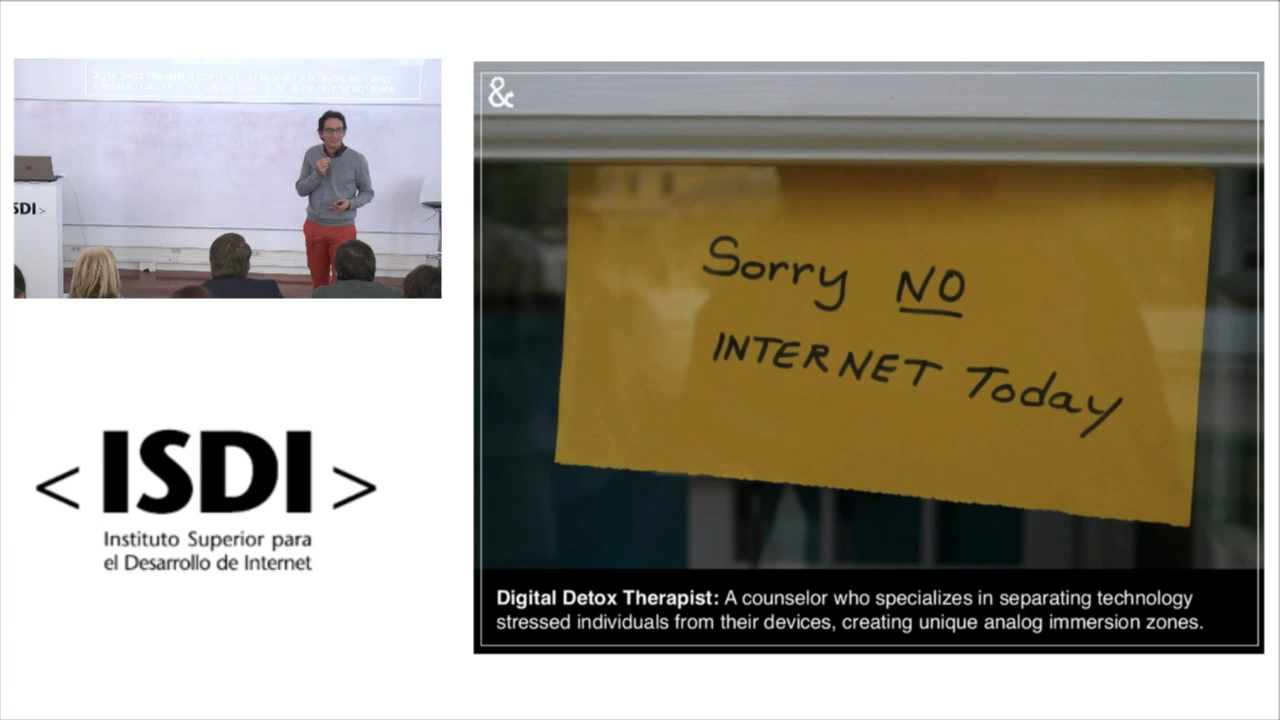 SDI>
&
Sorry NO
INTERNET Today
Digital Detox Therapist: A counselor who specializes in separating technology
stressed individuals from their devices, creating unique analog immersion zones.
< ISDI >
Instituto Superior para
el Desarrollo de Internet